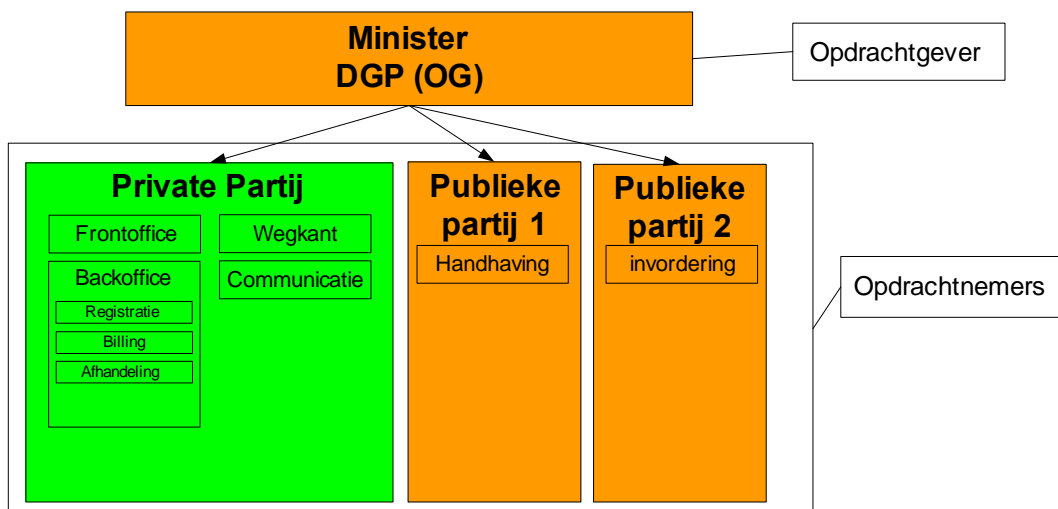 Minister
DGP (OG)
Opdrachtgever
Private Partij
Frontoffice
Wegkant
Backoffice
Communicatie
Registratie
Billing
Afhandeling
Publieke
partij 1
Handhaving
Publieke
partij 2
invordering
Opdrachtnemers